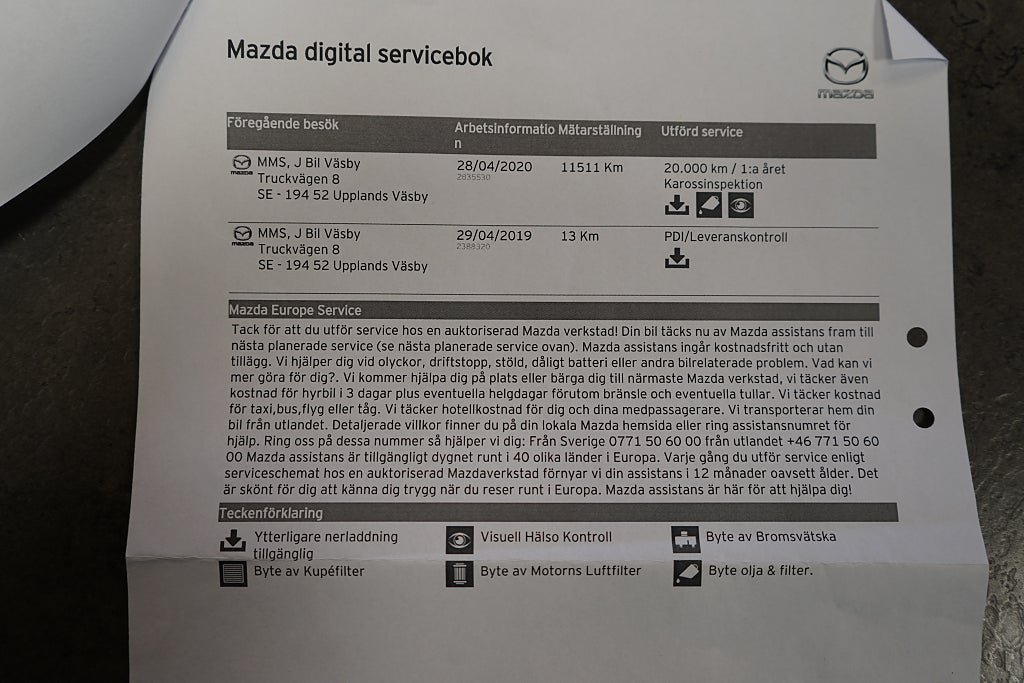 Mazda digital servicebok
mazda
Föregående besök Arbetsinformatio Mätarställning Utförd service
n
mazda MMS, J Bil Väsby 28/04/2020 11511 Km 20.000 km / 1:a året
Truckvägen 8 2835530 Karossinspektion
SE - 194 52 Upplands Väsby
mazda MMS, J Bil Väsby 29/04/2019 13 Km PDI/Leveranskontroll
Truckvägen 8 2388320
SE - 194 52 Upplands Väsby
Mazda Europe Service
Tack för att du utför service hos en auktoriserad Mazda verkstad! Din bil täcks nu av Mazda assistans fram till
nästa planerade service (se nästa planerade service ovan). Mazda assistans ingår kostnadsfritt och utan
tillägg. Vi hjälper dig vid olyckor, driftstopp, stöld, dåligt batteri eller andra bilrelaterade problem. Vad kan vi
mer göra för dig?. Vi kommer hjälpa dig på plats eller bärga dig till närmaste Mazda verkstad, vi täcker även
kostnad för hyrbil i 3 dagar plus eventuella helgdagar förutom bränsle och eventuella tullar. Vi täcker kostnad
för taxi,bus,flyg eller tåg. Vi täcker hotellkostnad för dig och dina medpassagerare. Vi transporterar hem din
bil från utlandet. Detaljerade villkor finner du på din lokala Mazda hemsida eller ring assistansnumret för
hjälp. Ring oss på dessa nummer så hjälper vi dig: Från Sverige 0771 50 60 00 från utlandet +46 771 50 60
00 Mazda assistans är tillgängligt dygnet runt i 40 olika länder i Europa. Varje gång du utför service enligt
serviceschemat hos en auktoriserad Mazdaverkstad förnyar vi din assistans i 12 månader oavsett ålder. Det
är skönt för dig att känna dig trygg när du reser runt i Europa. Mazda assistans är här för att hjälpa dig!
Teckenförklaring
Ytterligare nerladdning Visuell Hälso Kontroll Byte av Bromsvätska
tillgänglig
Byte av Kupéfilter Byte av Motorns Luftfilter Byte olja & filter.